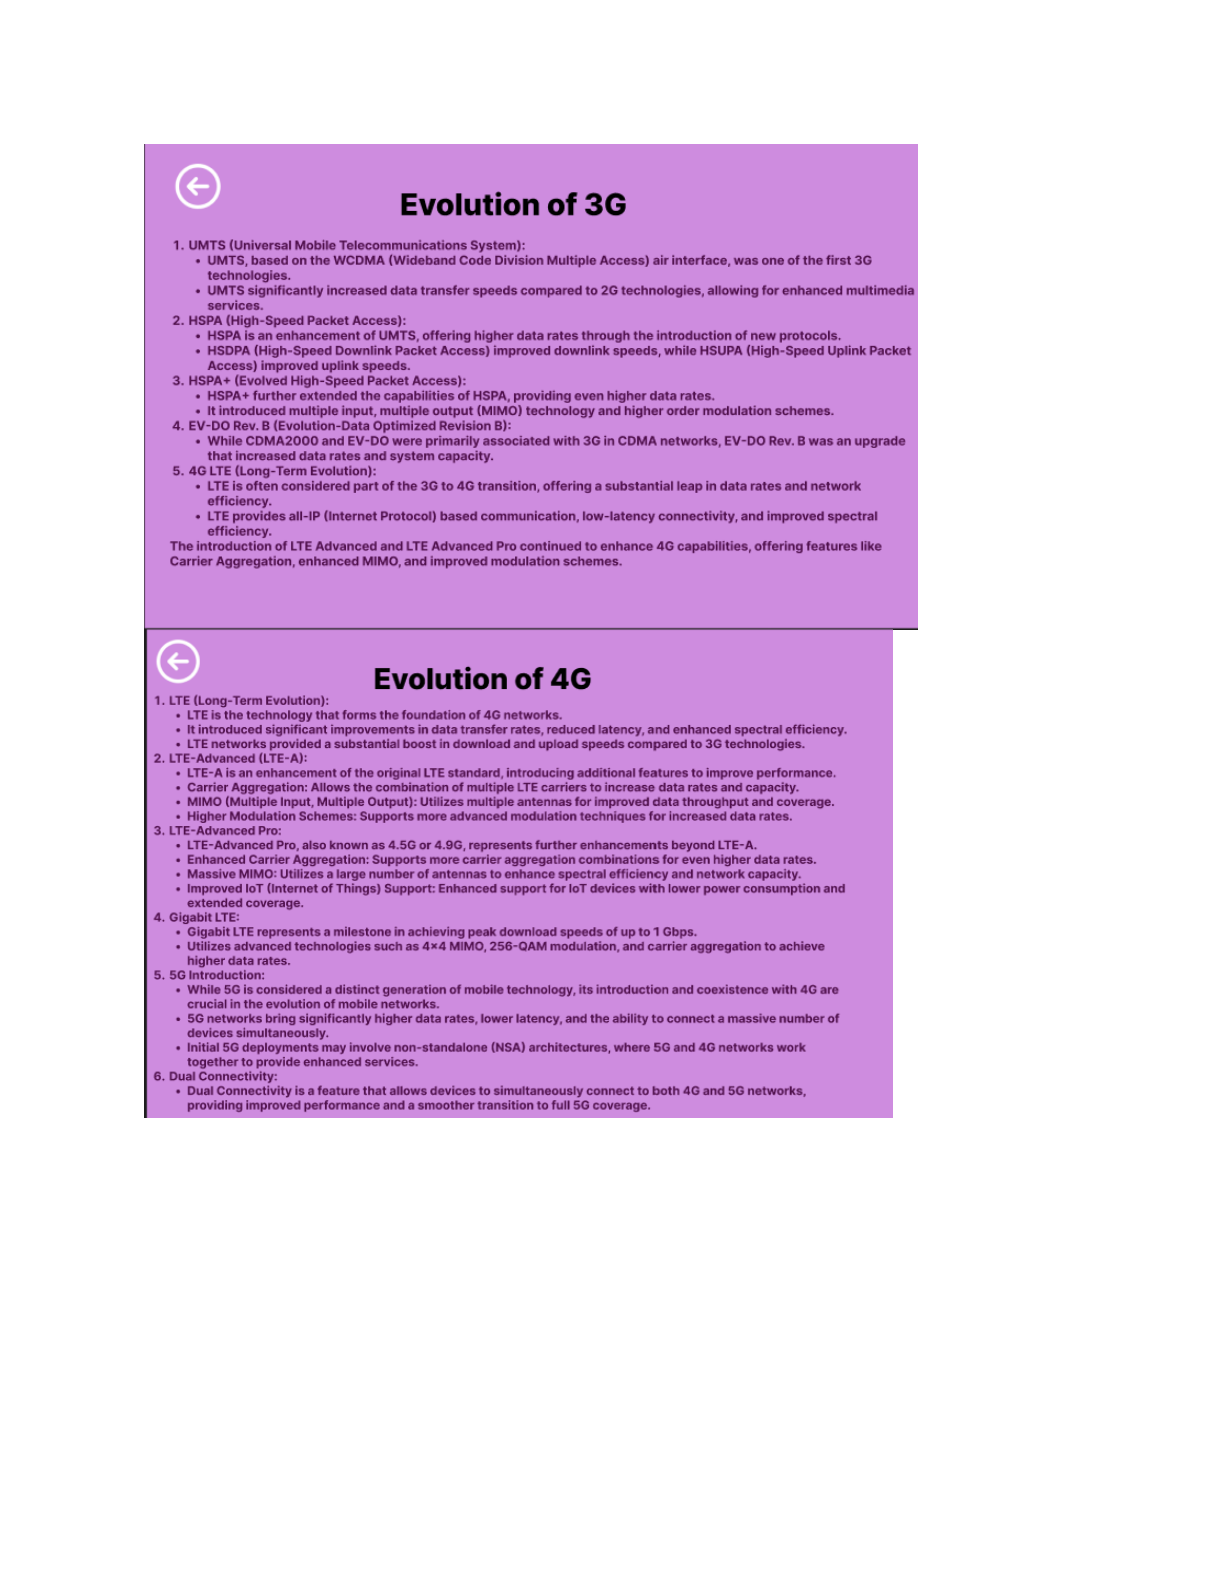 Evolution of 3G
1. UMTS (Universal Mobile Telecommunications System):
• UMTS, based on the WCDMA (Wideband Code Division Multiple Access) air interface, was one of the first 3G
technologies.
• UMTS significantly increased data transfer speeds compared to 2G technologies, allowing for enhanced multimedia
services.
2. HSPA (High-Speed Packet Access):
• HSPA is an enhancement of UMTS, offering higher data rates through the introduction of new protocols.
• HSDPA (High-Speed Downlink Packet Access) improved downlink speeds, while HSUPA (High-Speed Uplink Packet
Access) improved uplink speeds.
3. HSPA+ (Evolved High-Speed Packet Access):
• HSPA+ further extended the capabilities of HSPA, providing even higher data rates.
• It introduced multiple input, multiple output (MIMO) technology and higher order modulation schemes.
4. EV-DO Rev. B (Evolution-Data Optimized Revision B):
• While CDMA2000 and EV-DO were primarily associated with 3G in CDMA networks, EV-DO Rev. B was an upgrade
that increased data rates and system capacity.
5. 4G LTE (Long-Term Evolution):
• LTE is often considered part of the 3G to 4G transition, offering a substantial leap in data rates and network
efficiency.
• LTE provides all-IP (Internet Protocol) based communication, low-latency connectivity, and improved spectral
efficiency.
The introduction of LTE Advanced and LTE Advanced Pro continued to enhance 4G capabilities, offering features like
Carrier Aggregation, enhanced MIMO, and improved modulation schemes.
Evolution of 4G
1. LTE (Long-Term Evolution):
• LTE is the technology that forms the foundation of 4G networks.
• It introduced significant improvements in data transfer rates, reduced latency, and enhanced spectral efficiency.
• LTE networks provided a substantial boost in download and upload speeds compared to 3G technologies.
2. LTE-Advanced (LTE-A):
• LTE-A is an enhancement of the original LTE standard, introducing additional features to improve performance.
• Carrier Aggregation: Allows the combination of multiple LTE carriers to increase data rates and capacity.
• MIMO (Multiple Input, Multiple Output): Utilizes multiple antennas for improved data throughput and coverage.
• Higher Modulation Schemes: Supports more advanced modulation techniques for increased data rates.
3. LTE-Advanced Pro:
• LTE-Advanced Pro, also known as 4.5G or 4.9G, represents further enhancements beyond LTE-A.
• Enhanced Carrier Aggregation: Supports more carrier aggregation combinations for even higher data rates.
• Massive MIMO: Utilizes a large number of antennas to enhance spectral efficiency and network capacity.
• Improved IoT (Internet of Things) Support: Enhanced support for IoT devices with lower power consumption and
extended coverage.
4. Gigabit LTE:
• Gigabit LTE represents a milestone in achieving peak download speeds of up to 1 Gbps.
• Utilizes advanced technologies such as 4×4 MIMO, 256-QAM modulation, and carrier aggregation to achieve
higher data rates.
5. 5G Introduction:
• While 5G is considered a distinct generation of mobile technology, its introduction and coexistence with 4G are
crucial in the evolution of mobile networks.
• 5G networks bring significantly higher data rates, lower latency, and the ability to connect a massive number of
devices simultaneously.
• Initial 5G deployments may involve non-standalone (NSA) architectures, where 5G and 4G networks work
together to provide enhanced services.
6. Dual Connectivity:
• Dual Connectivity is a feature that allows devices to simultaneously connect to both 4G and 5G networks,
providing improved performance and a smoother transition to full 5G coverage.